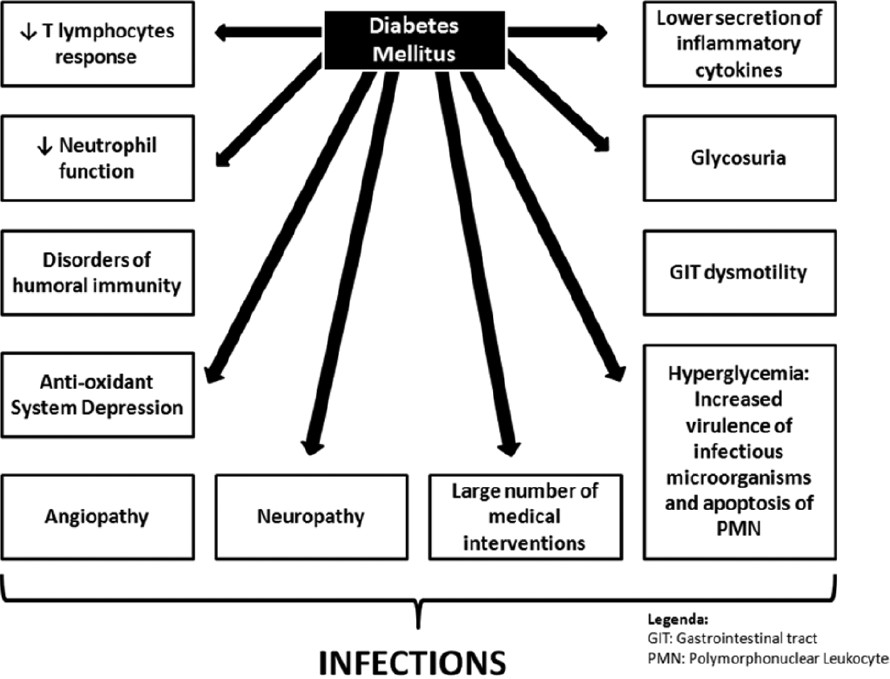 Diabetes
Mellitus
↓ T lymphocytes
response
↓ Neutrophil
function
Disorders of
humoral immunity
Anti-oxidant
System Depression
Angiopathy
Neuropathy
Large number of
medical
interventions
Lower secretion of
inflammatory
cytokines
Glycosuria
GIT dysmotility
Hyperglycemia:
Increased
virulence of
infectious
microorganisms
and apoptosis of
PMN
INFECTIONS
Legenda:
GIT: Gastrointestinal tract
PMN: Polymorphonuclear Leukocyte